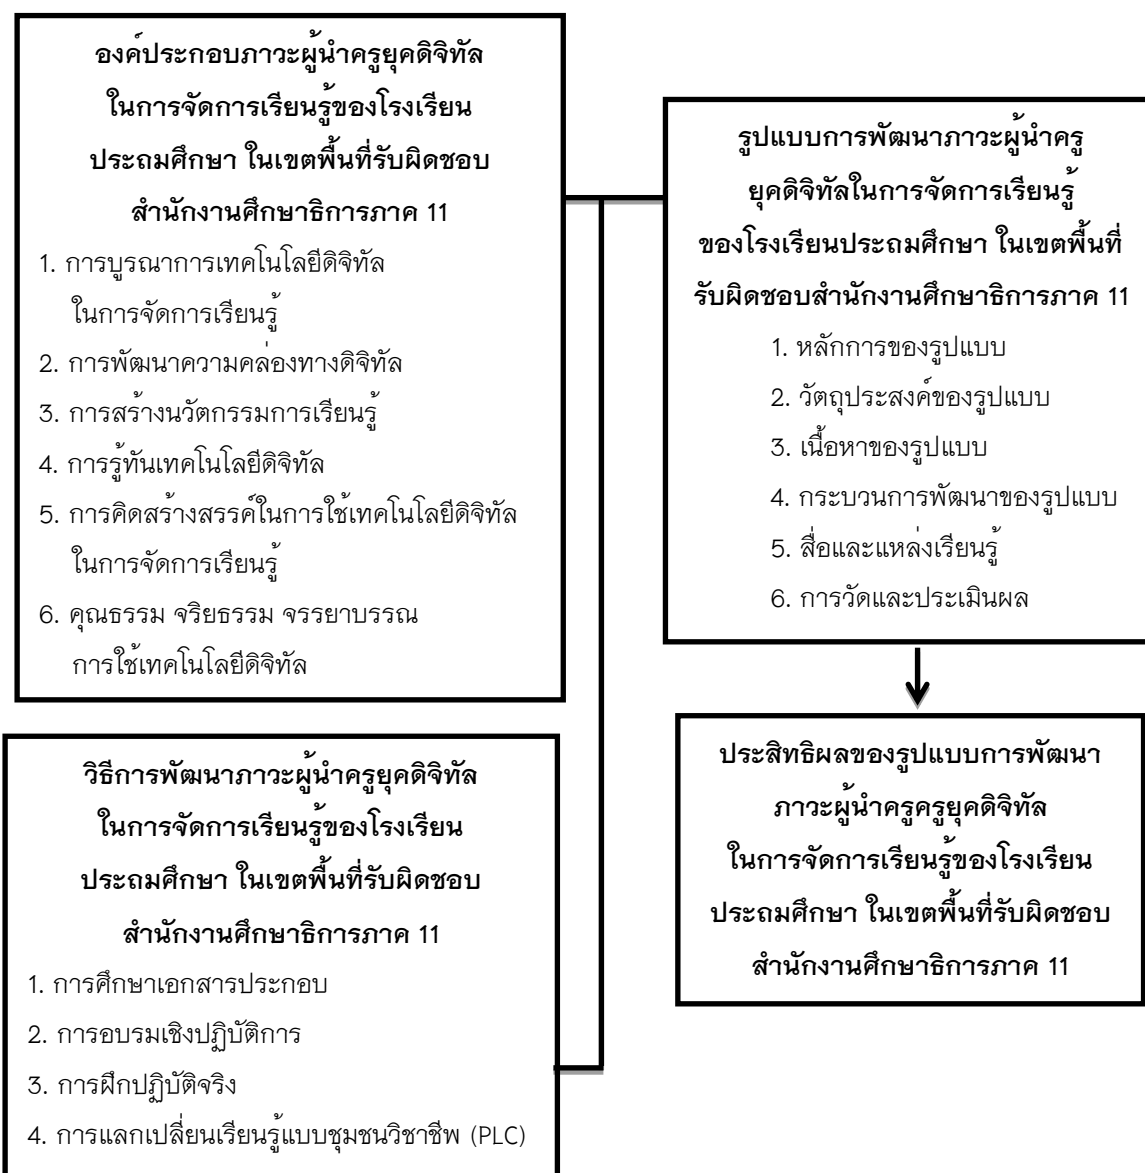 องค์ประกอบภาวะผู้นำครูยุคดิจิทัล
ในการจัดการเรียนรู้ของโรงเรียน
ประถมศึกษา ในเขตพื้นที่รับผิดชอบ
สำนักงานศึกษาธิการภาค 11
1. การบูรณาการเทคโนโลยีดิจิทัล
ในการจัดการเรียนรู้
2. การพัฒนาความคล่องทางดิจิทัล
3. การสร้างนวัตกรรมการเรียนรู้
4. การรู้ทันเทคโนโลยีดิจิทัล
5. การคิดสร้างสรรค์ในการใช้เทคโนโลยีดิจิทัล
ในการจัดการเรียนรู้
6. คุณธรรม จริยธรรม จรรยาบรรณ
การใช้เทคโนโลยีดิจิทัล
วิธีการพัฒนาภาวะผู้นำครูยุคดิจิทัล
ในการจัดการเรียนรู้ของโรงเรียน
ประถมศึกษา ในเขตพื้นที่รับผิดชอบ
สำนักงานศึกษาธิการภาค 11
1. การศึกษาเอกสารประกอบ
2. การอบรมเชิงปฏิบัติการ
3. การฝึกปฏิบัติจริง
4. การแลกเปลี่ยนเรียนรู้แบบชุมชนวิชาชีพ (PLC)
รูปแบบการพัฒนาภาวะผู้นำครู
ยุคดิจิทัลในการจัดการเรียนรู้
ของโรงเรียนประถมศึกษา ในเขตพื้นที่
รับผิดชอบสำนักงานศึกษาธิการภาค 11
1. หลักการของรูปแบบ
2. วัตถุประสงค์ของรูปแบบ
3. เนื้อหาของรูปแบบ
4. กระบวนการพัฒนาของรูปแบบ
5. สื่อและแหล่งเรียนรู้
6. การวัดและประเมินผล
ประสิทธิผลของรูปแบบการพัฒนา
ภาวะผู้นำครูครูยุคดิจิทัล
ในการจัดการเรียนรู้ของโรงเรียน
ประถมศึกษา ในเขตพื้นที่รับผิดชอบ
สำนักงานศึกษาธิการภาค 11